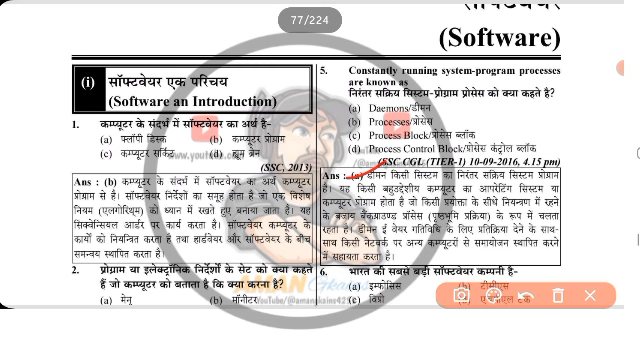 77/224
सॉफ्टवेयर
(Software)
(i) सॉफ्टवेयर एक परिचय
(Software an Introduction)
1. कम्प्यूटर के संदर्भ में सॉफ्टवेयर का अर्थ है-
(a) फ्लॉपी डिस्क (b) कम्प्यूटर प्रोग्राम
(c) कम्प्यूटर सर्किट (d) ह्यूमन ब्रेन
(SSC, 2013)
Ans : (b) कम्प्यूटर के संदर्भ में सॉफ्टवेयर का अर्थ कम्प्यूटर
प्रोग्राम से है। सॉफ्टवेयर निर्देशों का समूह होता है जो एक विशेष
नियम (एलगोरिथ्म) को ध्यान में रखते हुए बनाया जाता है। यह
सिक्वेन्सियल आर्डर पर कार्य करता है। सॉफ्टवेयर कम्प्यूटर के
कार्यो को नियन्त्रित करता है तथा हार्डवेयर और सॉफ्टवेयर के बीच
समन्वय स्थापित करता है।
2. प्रोग्राम या इलेक्ट्रॉनिक निर्देशों के सेट को क्या कहते
हैं जो कम्प्यूटर को बताता है कि क्या करना है?
(a) मेनू (b) मॉनीटर
5. Constantly running system-program processes
are known as
निरंतर सक्रिय सिस्टम-प्रोग्राम प्रोसेस को क्या कहते है?
(a) Daemons/डीमन
(b) Processes/प्रोसेस
(c) Process Block/प्रोसेस ब्लॉक
(d) Process Control Block/प्रोसेस कंट्रोल ब्लॉक
(SSC CGL (TIER-1) 10-09-2016, 4.15 pm)
Ans : (a) डीमन किसी सिस्टम का निरंतर सक्रिय सिस्टम प्रोग्राम
है। यह किसी बहुउद्देशीय कम्प्यूटर का आपरेटिंग सिस्टम या
कम्प्यूटर प्रोग्राम होता है जो किसी प्रयोक्ता के सीधे नियन्त्रण में रहने
के बजाय बैकग्राउण्ड प्रासेस (पृष्ठभूमि प्रक्रिया) के रूप में चलता
रहता है। डीमन ई वेयर गतिविधि के लिए प्रतिक्रिया देने के साथ-
साथ किसी नेटवर्क पर अन्य कम्प्यूटरों से समायोजन स्थापित करने
में सहायता करता है।
6. भारत की सबसे बड़ी सॉफ्टवेयर कम्पनी है-
(a) इम्फोसिस (b) टीसीएस
(c) विप्रो